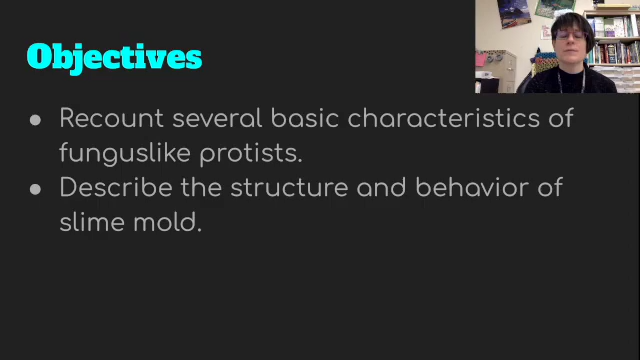 Objectives
● Recount several basic characteristics of
funguslike protists.
● Describe the structure and behavior of
slime mold.